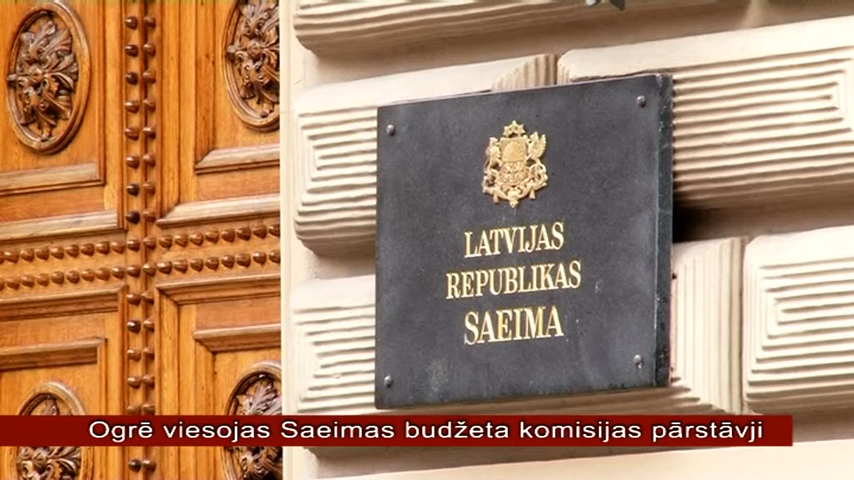 LATVIJAS
REPUBLIKAS
SAEIMA
Ogrē viesojas Saeimas budžeta komisijas pārstāvji